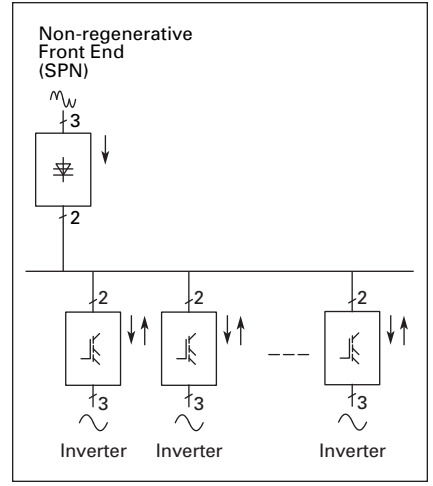 Non-regenerative
Front End
(SPN)
3
2
2
2
2
3
3
3
Inverter
Inverter
Inverter